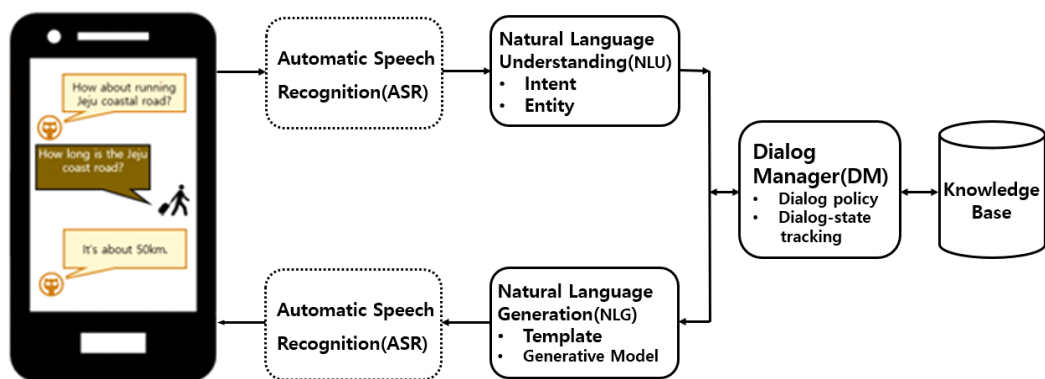 How about running
Jeju coastal road?
How long is the Jeju
coast road?
It's about 50km.
Automatic Speech
Recognition(ASR)
Natural Language
Understanding(NLU)
• Intent
• Entity
Dialog
Manager(DM)
• Dialog policy
• Dialog-state
tracking
Knowledge
Base
Automatic Speech
Recognition(ASR)
Natural Language
Generation(NLG)
• Template
• Generative Model